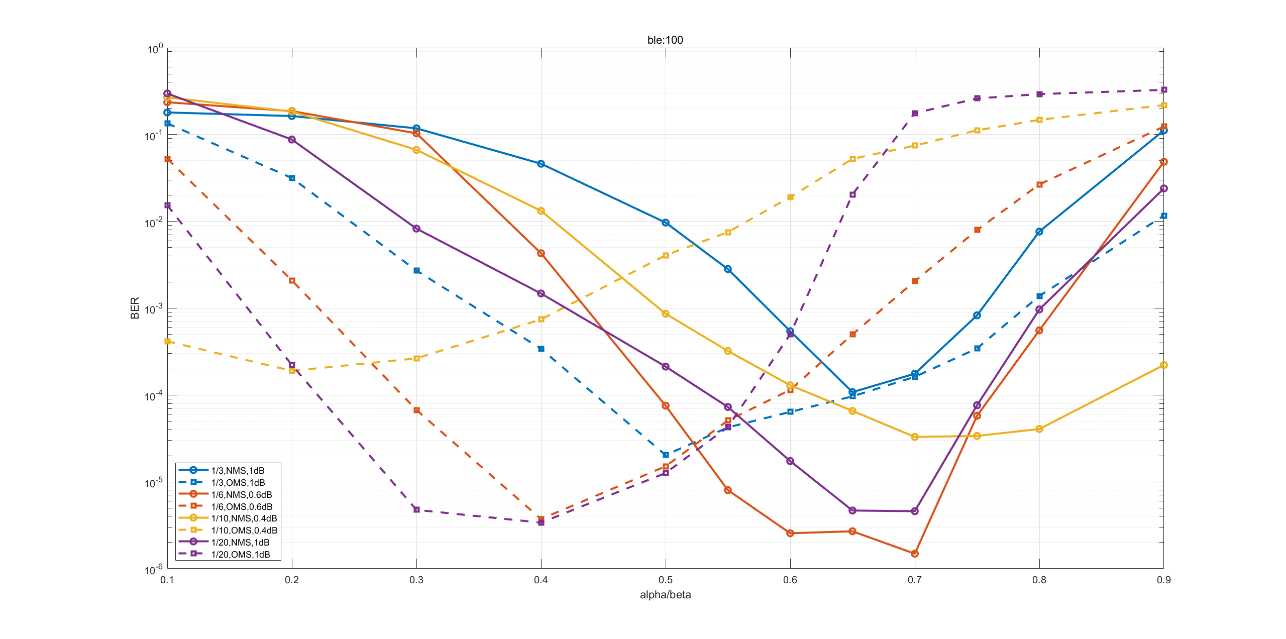 ble:100
10^0
10^-1
10^-2
10^-3
10^-4
10^-5
10^-6
BER
1/3,NMS,1dB
1/3,OMS,1dB
1/6,NMS,0.6dB
1/6,OMS,0.6dB
1/10,NMS,0.4dB
1/10,OMS,0.4dB
1/20,NMS,1dB
1/20,OMS,1dB
0.1 0.2 0.3 0.4 0.5 0.6 0.7 0.8 0.9
alpha/beta